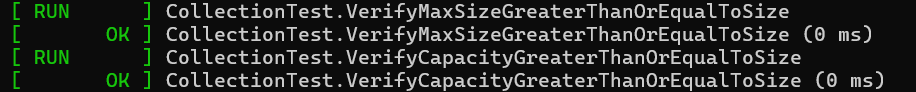 [ RUN      ] CollectionTest.VerifyMaxSizeGreaterThanOrEqualToSize
[       OK ] CollectionTest.VerifyMaxSizeGreaterThanOrEqualToSize (0 ms)
[ RUN      ] CollectionTest.VerifyCapacityGreaterThanOrEqualToSize
[       OK ] CollectionTest.VerifyCapacityGreaterThanOrEqualToSize (0 ms)